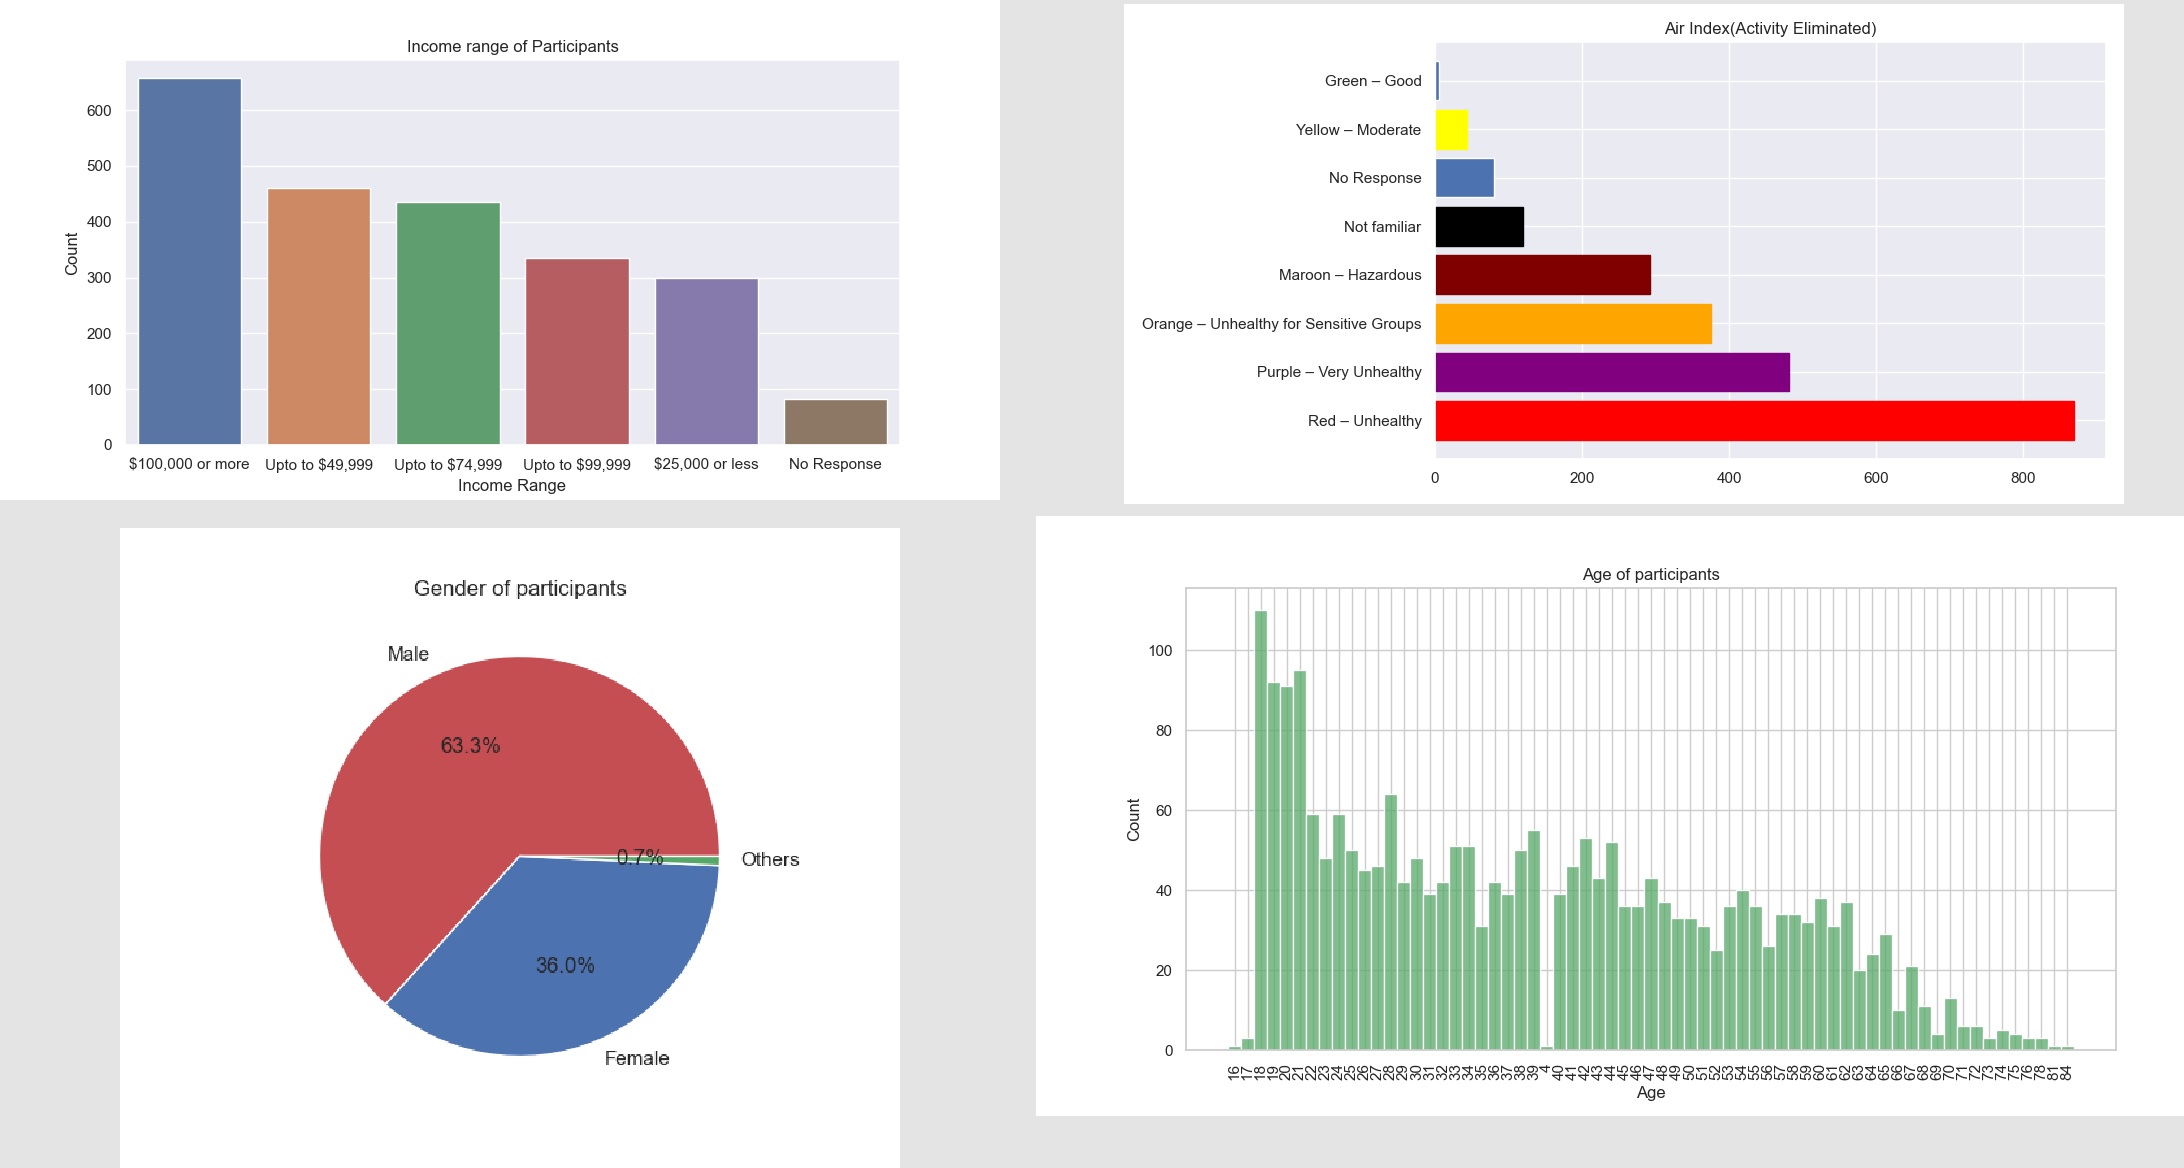 Income range of Participants
600
500
400
300
200
100
0
Count
$100,000 or more Upto to $49,999 Upto to $74,999 Upto to $99,999 $25,000 or less No Response
Income Range
Air Index(Activity Eliminated)
Green – Good
Yellow – Moderate
No Response
Not familiar
Maroon – Hazardous
Orange – Unhealthy for Sensitive Groups
Purple – Very Unhealthy
Red – Unhealthy
0 200 400 600 800
Gender of participants
Male
63.3%
0.7%
Others
36.0%
Female
Age of participants
100
80
60
40
20
0
Count
16 17 18 19 20 21 22 23 24 25 26 27 28 29 30 31 32 33 34 35 36 37 38 39 4 40 41 42 43 44 45 46 47 48 49 50 51 52 53 54 55 56 57 58 59 60 61 62 63 64 65 66 67 68 69 70 71 72 73 74 75 76 78 81 84
Age